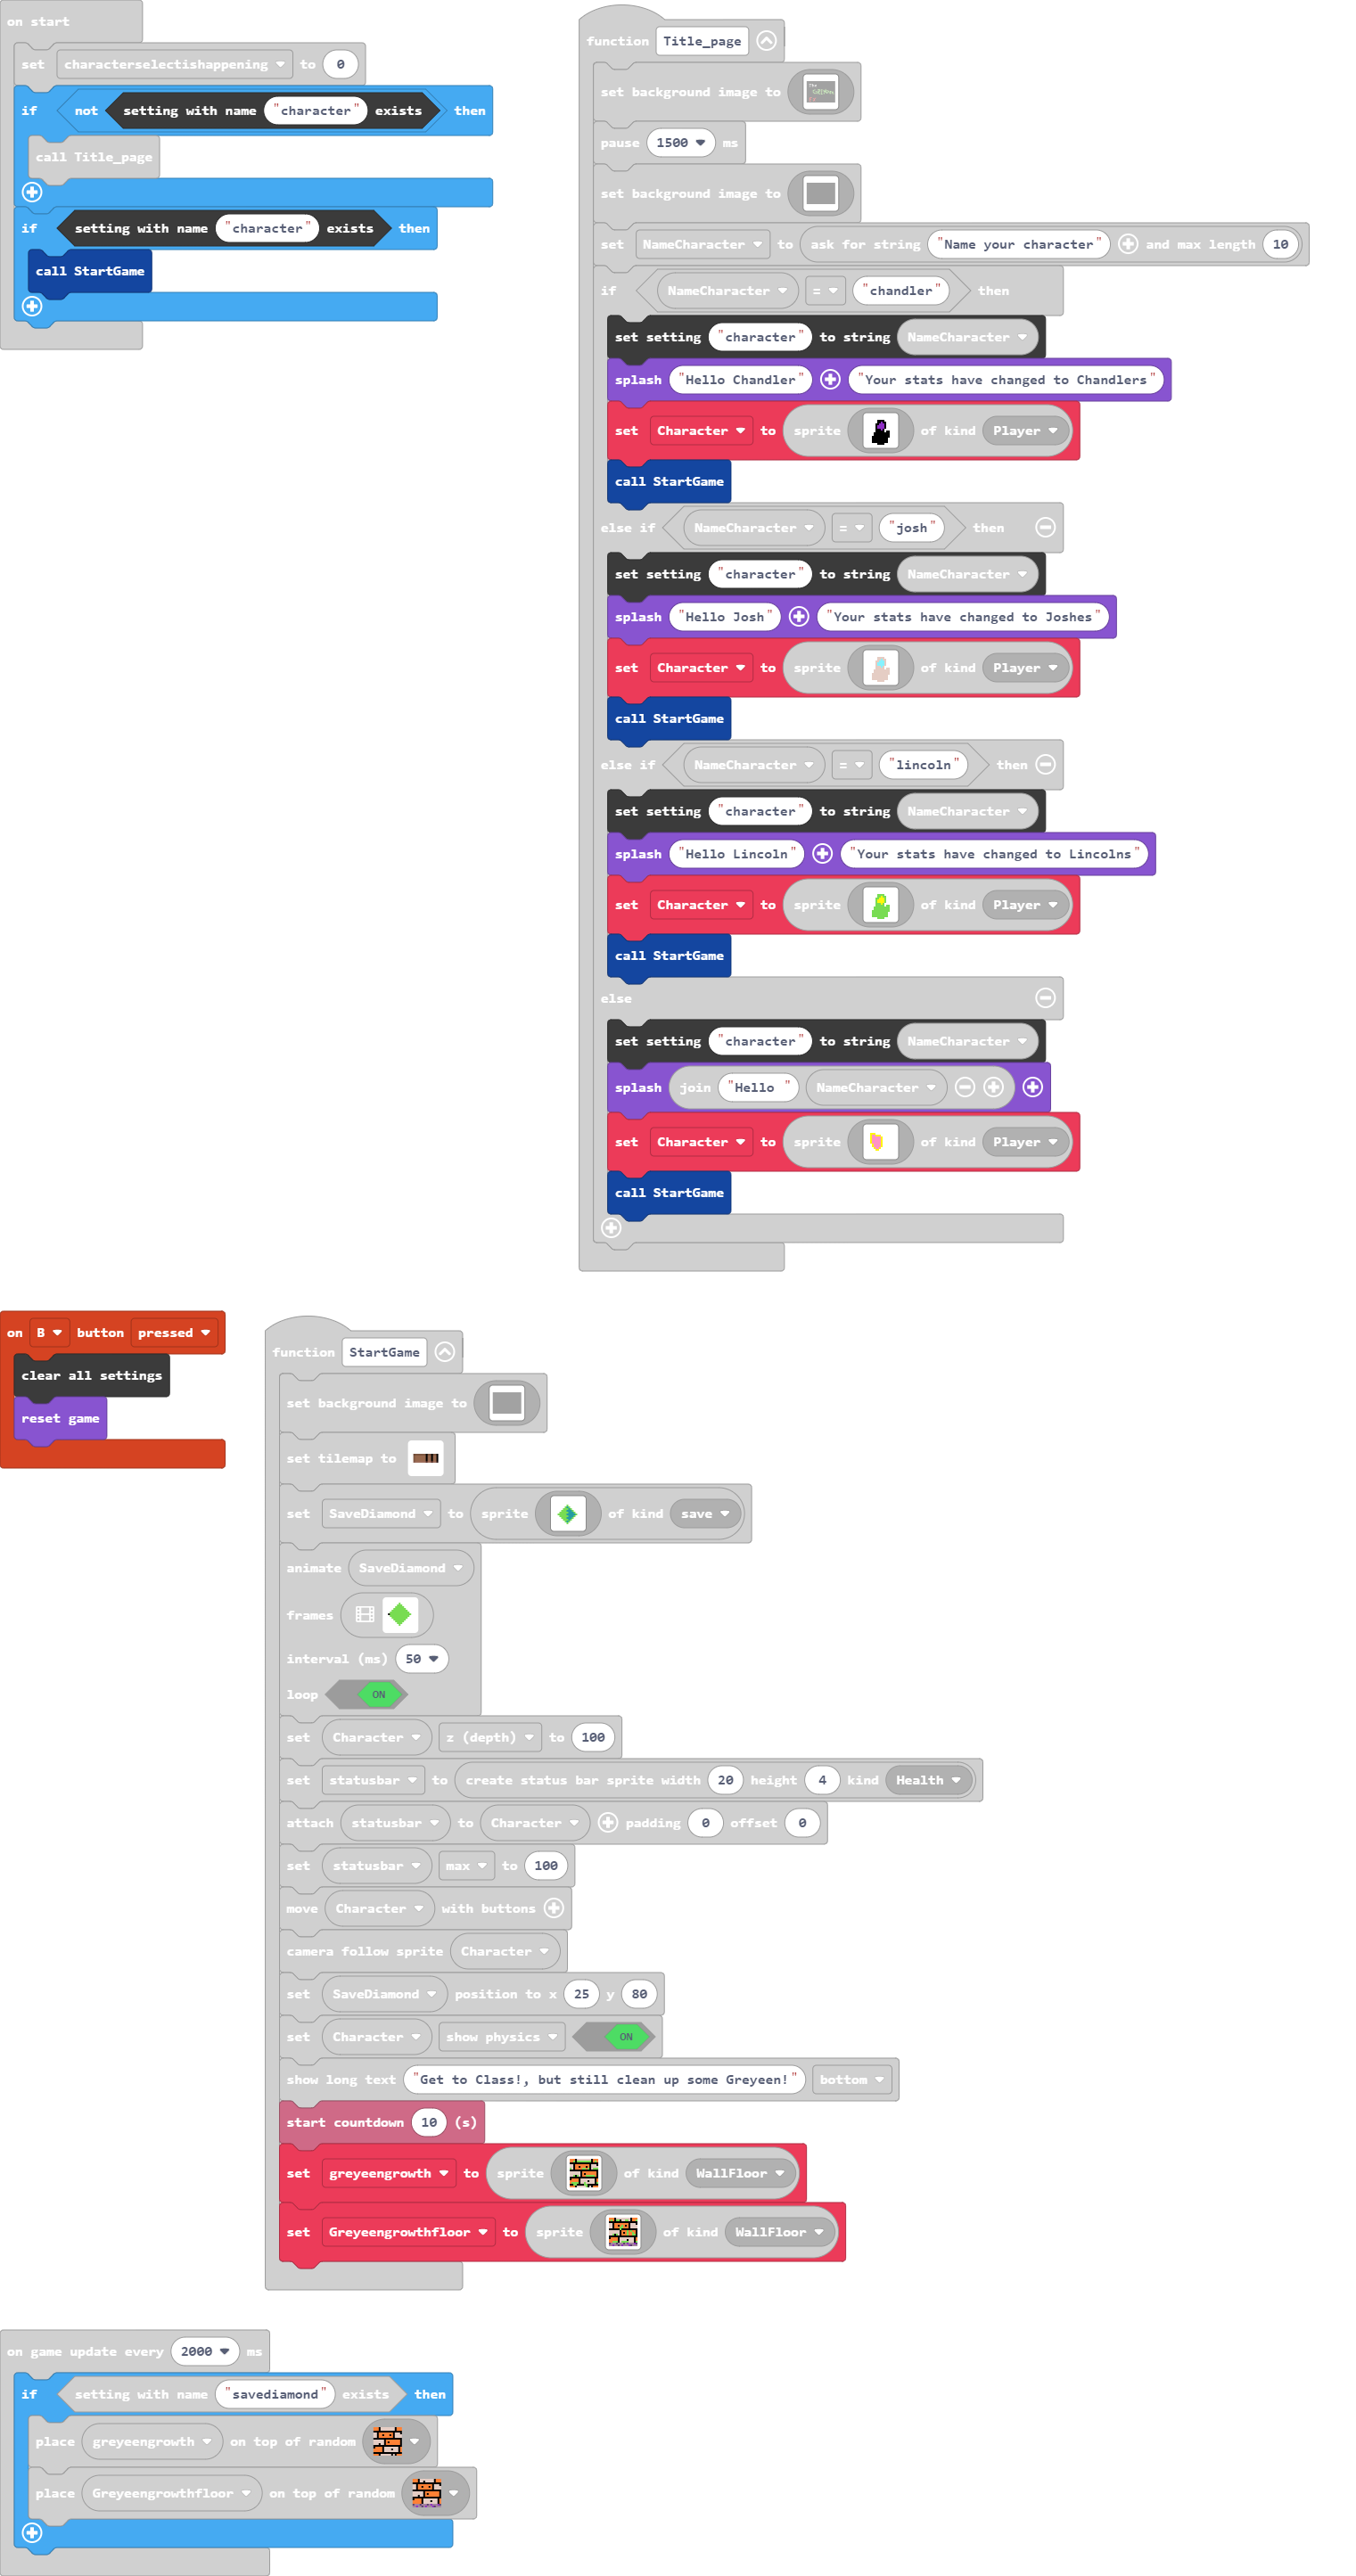 on start
set characterselectishappening to 0
if not setting with name "character" exists then
call Title_page
if setting with name "character" exists then
call StartGame
function Title_page
set background image to
pause 1500 ms
set background image to
set NameCharacter to ask for string "Name your character" and max length 10
if NameCharacter = "chandler" then
set setting "character" to string NameCharacter
splash "Hello Chandler" "Your stats have changed to Chandlers"
set Character to sprite of kind Player
call StartGame
else if NameCharacter = "josh" then
set setting "character" to string NameCharacter
splash "Hello Josh" "Your stats have changed to Joshes"
set Character to sprite of kind Player
call StartGame
else if NameCharacter = "lincoln" then
set setting "character" to string NameCharacter
splash "Hello Lincoln" "Your stats have changed to Lincolns"
set Character to sprite of kind Player
call StartGame
else
set setting "character" to string NameCharacter
splash join "Hello " NameCharacter
set Character to sprite of kind Player
call StartGame
on B button pressed
clear all settings
reset game
function StartGame
set background image to
set tilemap to
set SaveDiamond to sprite of kind save
animate SaveDiamond
frames
interval (ms) 50
loop ON
set Character z (depth) to 100
set statusbar to create status bar sprite width 20 height 4 kind Health
attach statusbar to Character padding 0 offset 0
set statusbar max to 100
move Character with buttons
camera follow sprite Character
set SaveDiamond position to x 25 y 80
set Character show physics ON
show long text "Get to Class!, but still clean up some Greyeen!" bottom
start countdown 10 (s)
set greyeengrowth to sprite of kind WallFloor
set Greyeengrowthfloor to sprite of kind WallFloor
on game update every 2000 ms
if setting with name "savediamond" exists then
place greyeengrowth on top of random
place Greyeengrowthfloor on top of random